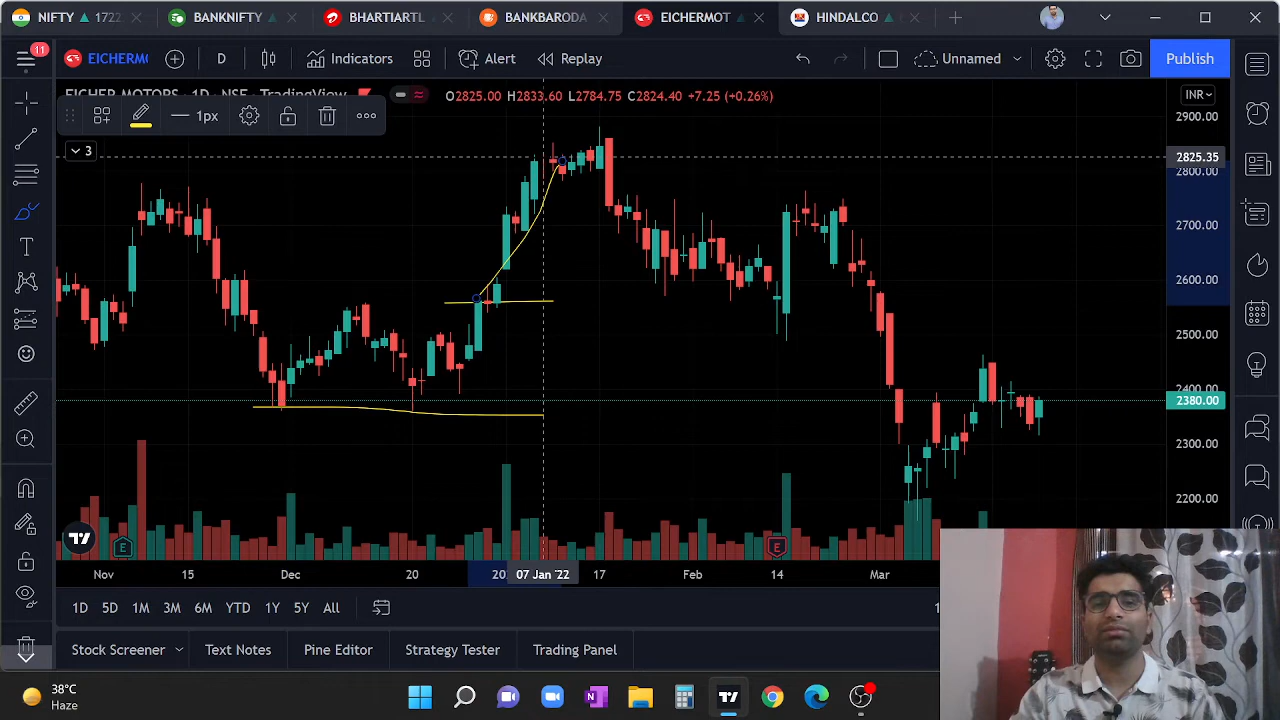 NIFTY ▲ 1722
BANKNIFTY
BHARTIARTL
BANKBARODA
EICHERMOT
HINDALCO
11
EICHERMO
D
Indicators
Alert
Replay
Unnamed
Publish
EICHER MOTORS · 1D · NSE · TradingView
O2825.00 H2833.60 L2784.75 C2824.40 +7.25 (+0.26%)
INR
1px
3
2900.00
2825.35
2800.00
2700.00
2600.00
2500.00
2400.00
2380.00
2300.00
2200.00
E
E
Nov
15
Dec
20
20
07 Jan '22
17
Feb
14
Mar
1D 5D 1M 3M 6M YTD 1Y 5Y All
Stock Screener
Text Notes
Pine Editor
Strategy Tester
Trading Panel
38°C
Haze